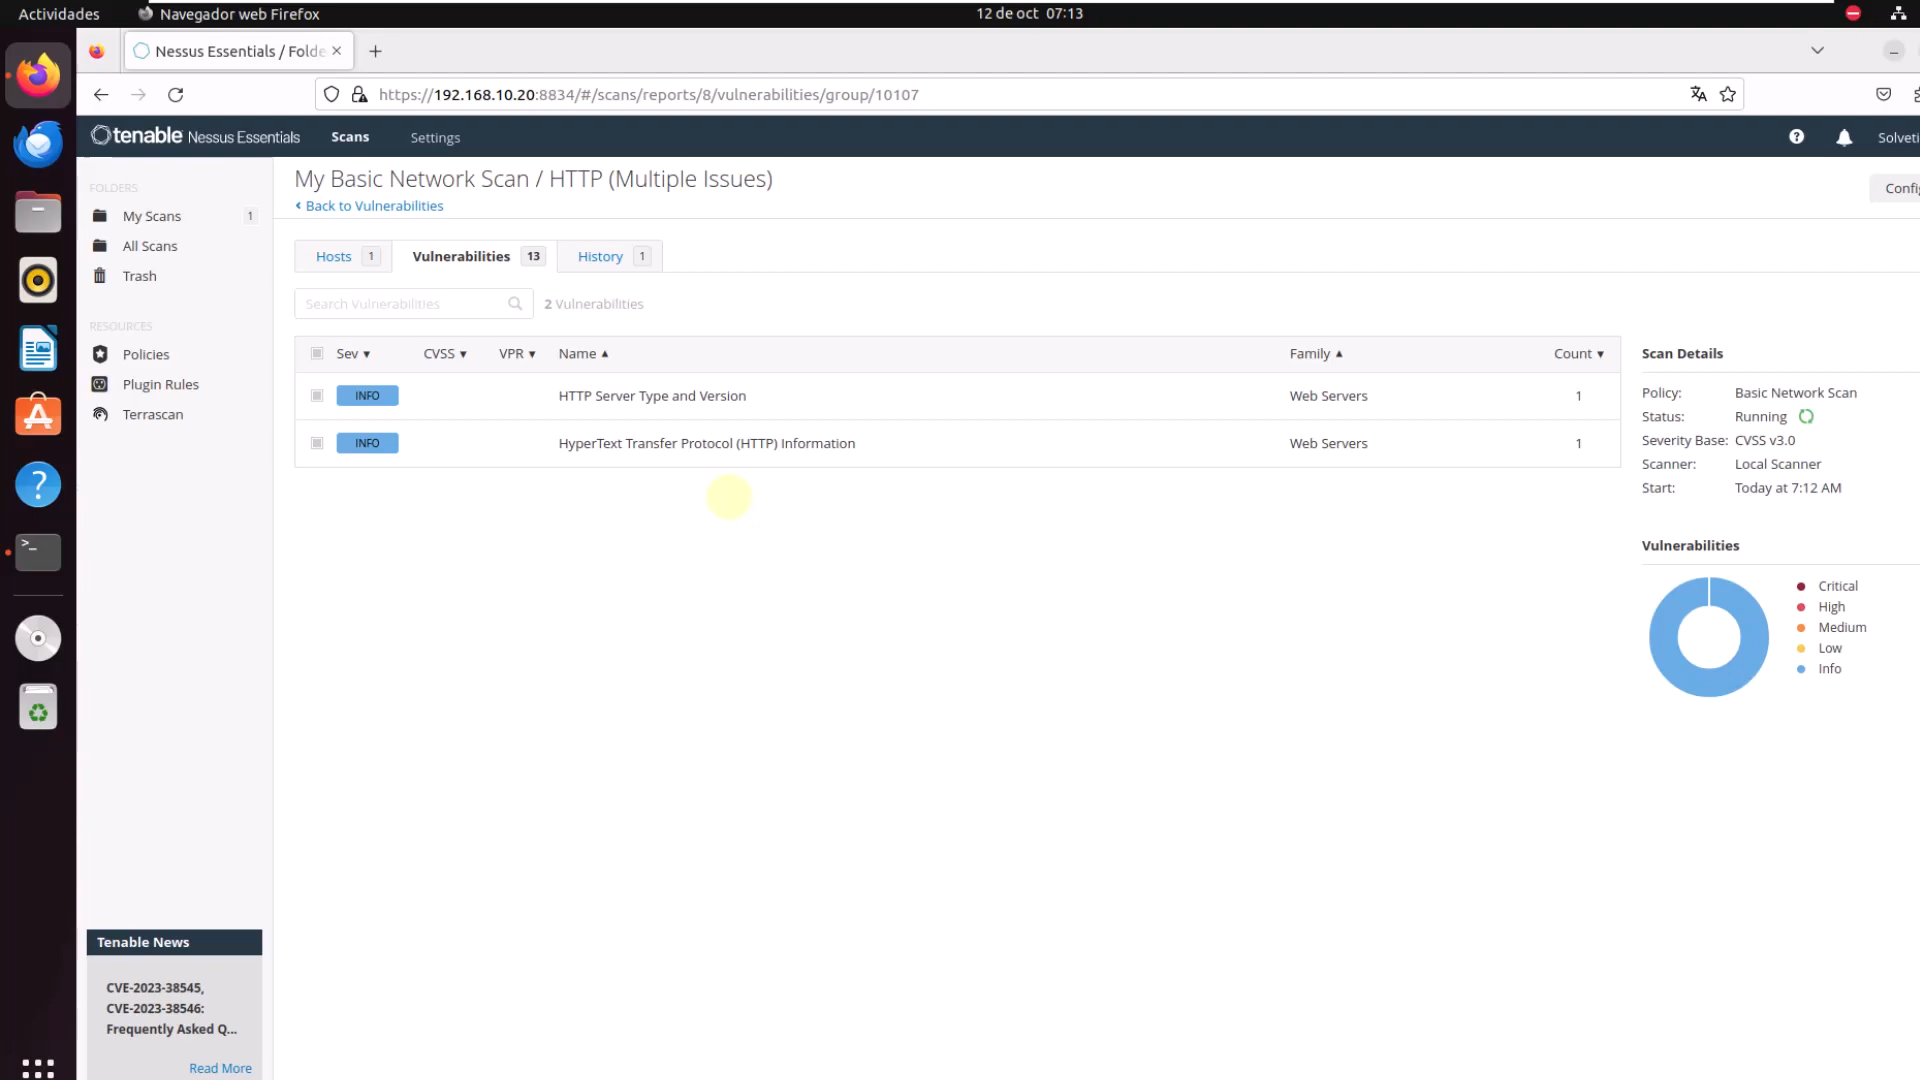 Actividades
Navegador web Firefox
12 de oct 07:13
Nessus Essentials / Folde
https://192.168.10.20:8834/#/scans/reports/8/vulnerabilities/group/10107
tenable Nessus Essentials
Scans
Settings
Solveti
FOLDERS
My Scans 1
All Scans
Trash
RESOURCES
Policies
Plugin Rules
Terrascan
My Basic Network Scan / HTTP (Multiple Issues)
Back to Vulnerabilities
Config
Hosts 1
Vulnerabilities 13
History 1
Search Vulnerabilities
2 Vulnerabilities
Sev CVSS VPR Name Family Count
INFO HTTP Server Type and Version Web Servers 1
INFO HyperText Transfer Protocol (HTTP) Information Web Servers 1
Scan Details
Policy: Basic Network Scan
Status: Running
Severity Base: CVSS v3.0
Scanner: Local Scanner
Start: Today at 7:12 AM
Vulnerabilities
Critical
High
Medium
Low
Info
Tenable News
CVE-2023-38545,
CVE-2023-38546:
Frequently Asked Q...
Read More